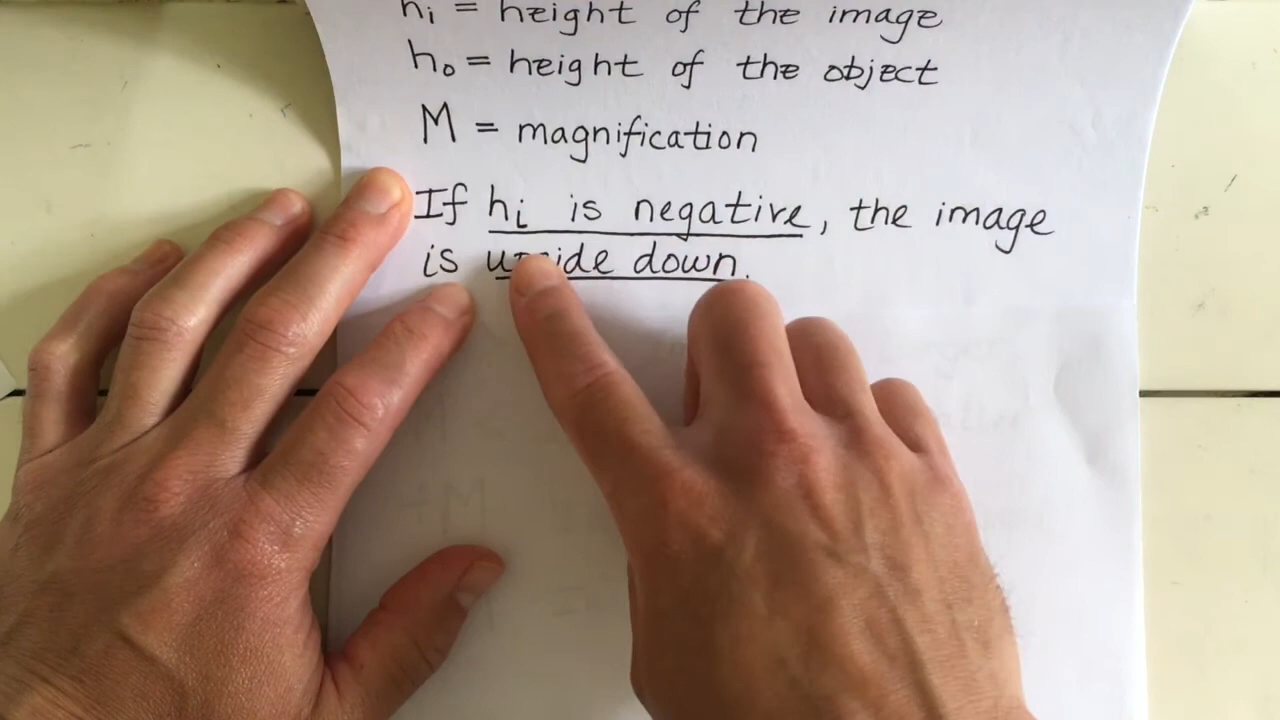 hi = height of the image
ho = height of the object
M = magnification
If hi is negative, the image
is upside down.